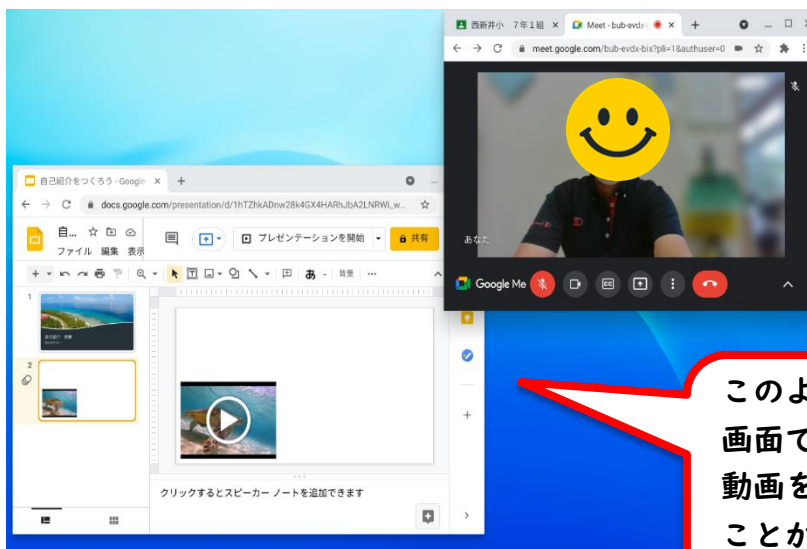 西新井小 7年1組
Meet - bub-evdx
meet.google.com/bub-evdx-bix?pli=1&authuser=0
あなた
Google Me
自己紹介をつくろう - Google
docs.google.com/presentation/d/1hTZhkADnw28k4GX4HARhJbA2LNRWi_w...
自...
プレゼンテーションを開始
共有
ファイル 編集 表示
あ
背景
1
2
クリックするとスピーカー ノートを追加できます
このよ
画面で
動画を
ことが